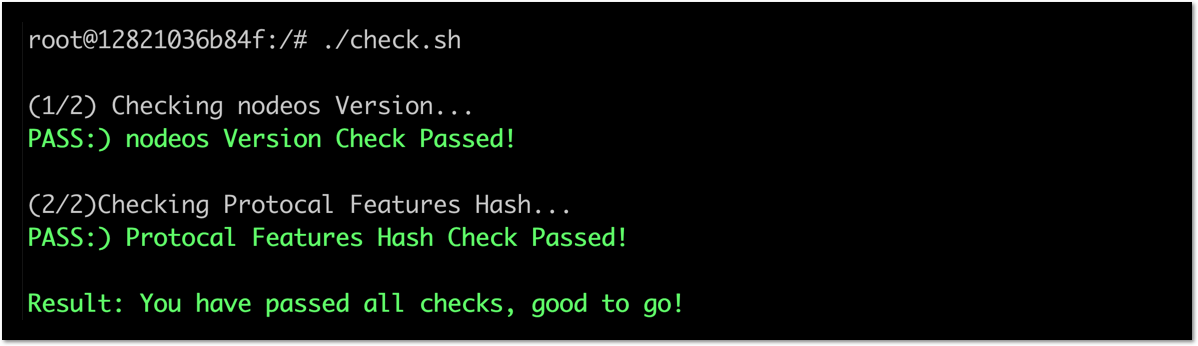 root@12821036b84f:/# ./check.sh
(1/2) Checking nodeos Version...
PASS:) nodeos Version Check Passed!
(2/2)Checking Protocal Features Hash...
PASS:) Protocal Features Hash Check Passed!
Result: You have passed all checks, good to go!